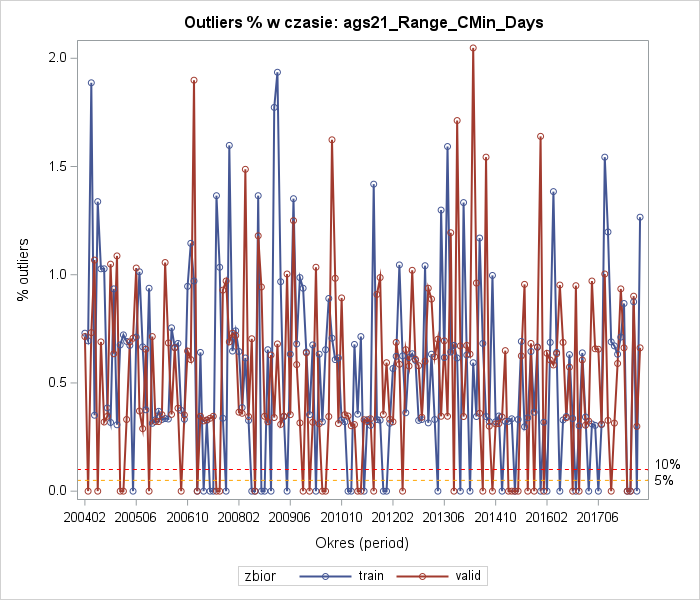 Outliers % w czasie: ags21_Range_CMin_Days
% outliers
2.0
1.5
1.0
0.5
0.0
10%
5%
200402 200506 200610 200802 200906 201010 201202 201306 201410 201602 201706
Okres (period)
zbior train valid